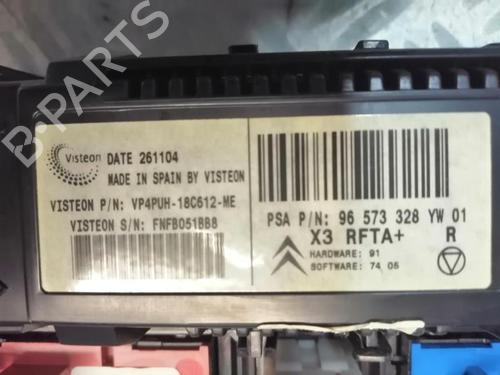 Visteon
DATE 261104
MADE IN SPAIN BY VISTEON
VISTEON P/N: VP4PUH-18C612-ME
VISTEON S/N: FNFB051BB8
PSA P/N: 96 573 328 YW 01
X3 RFTA+ R
HARDWARE: 91
SOFTWARE: 74 05
B-PARTS